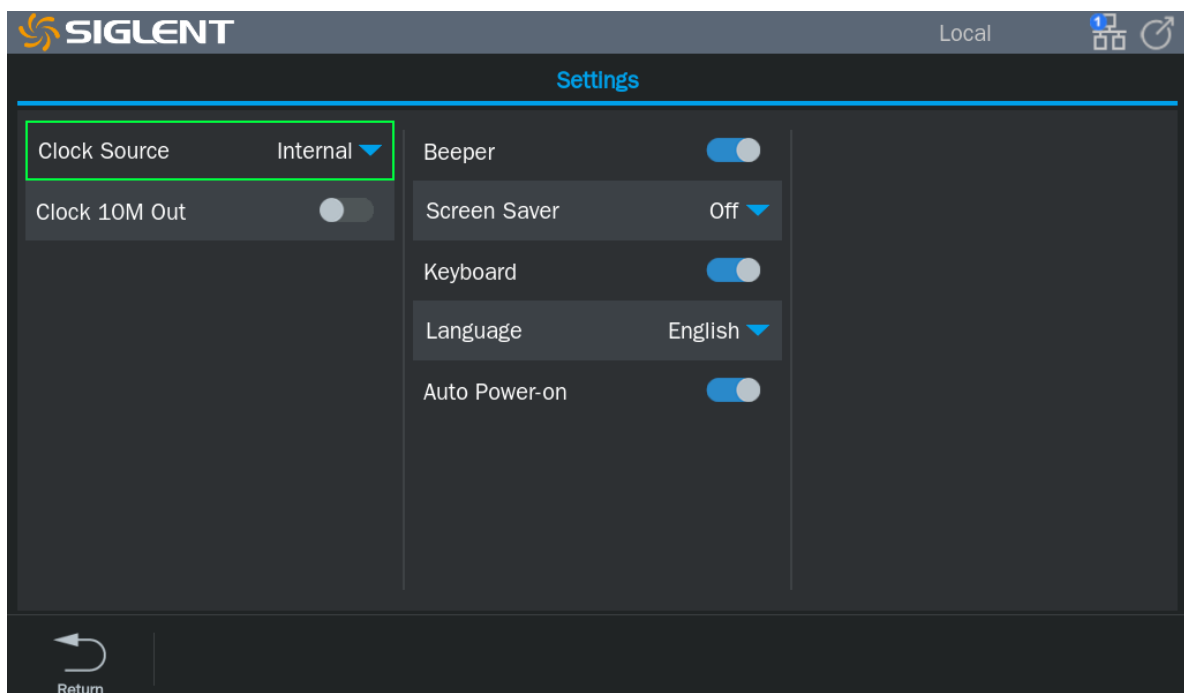 SIGLENT
Local
1
Settings
Clock Source Internal
Clock 10M Out
Beeper
Screen Saver Off
Keyboard
Language English
Auto Power-on
Return